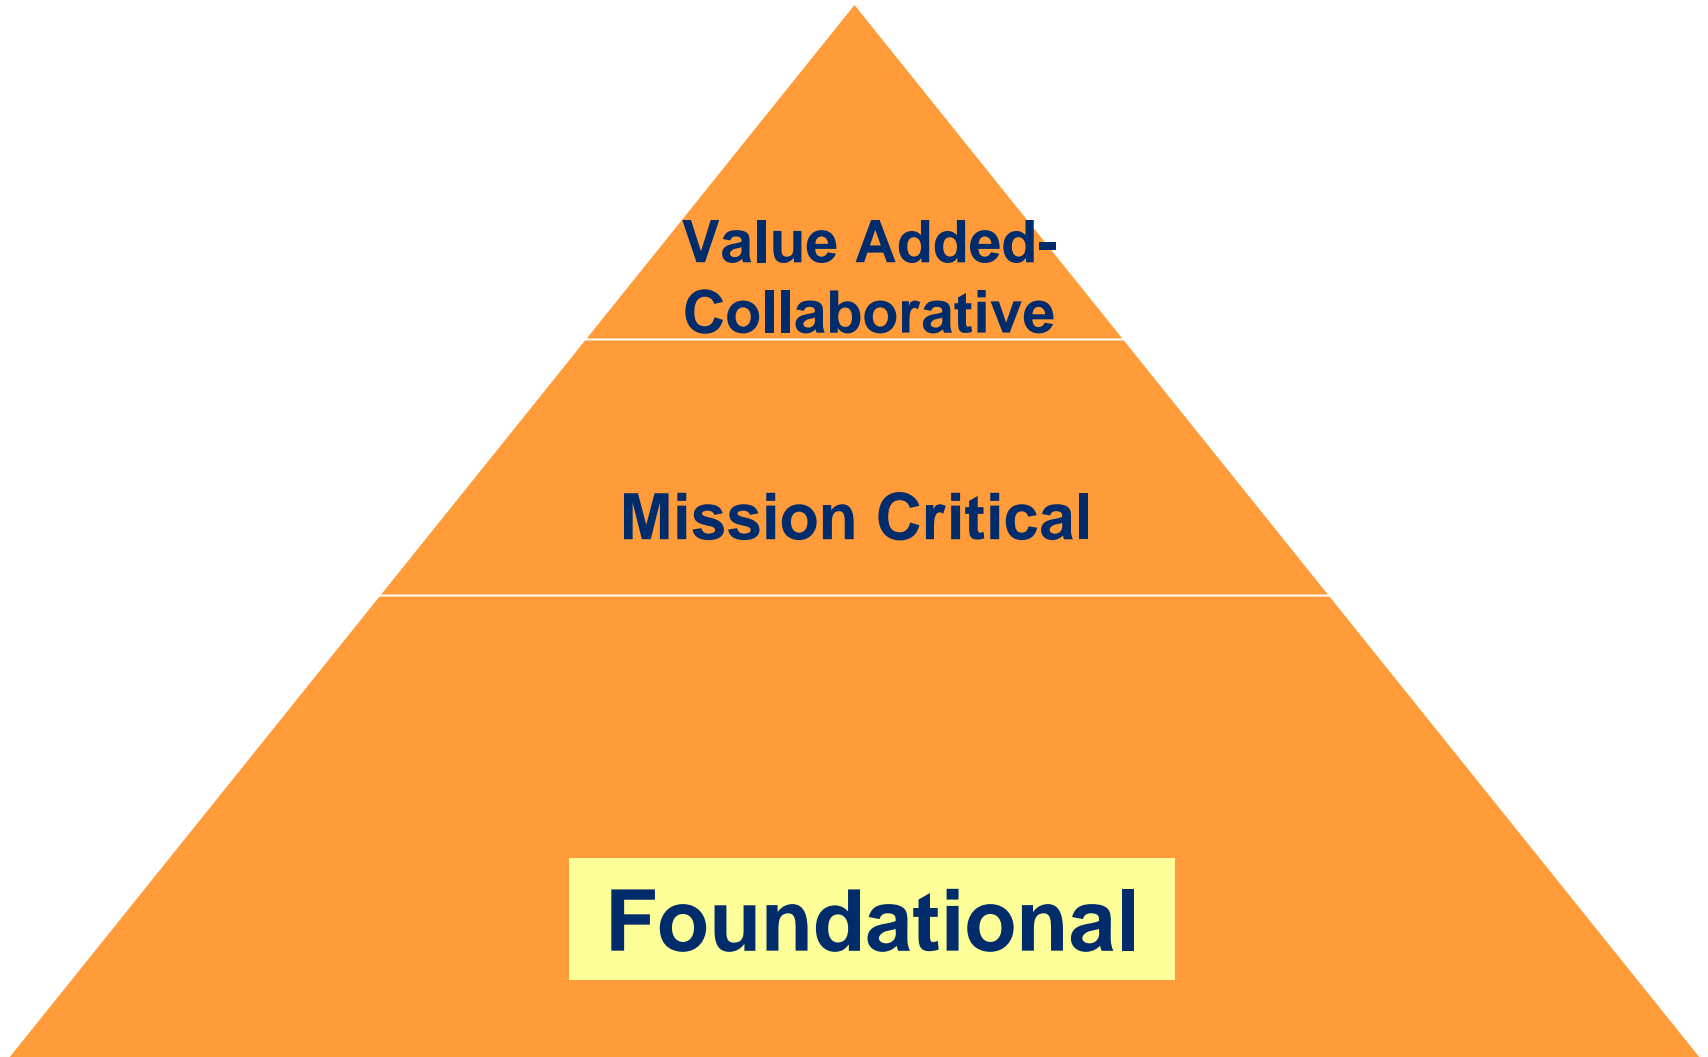 Value Added-
Collaborative
Mission Critical
Foundational